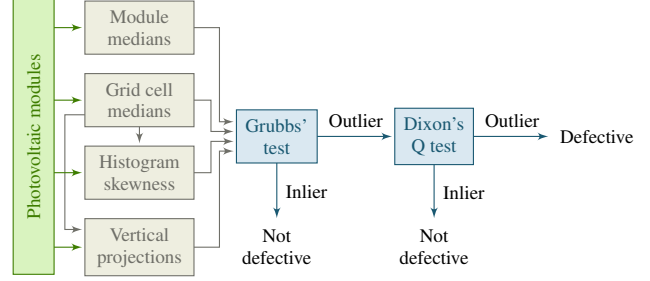 Photovoltaic modules
Module
medians
Grid cell
medians
Histogram
skewness
Vertical
projections
Grubbs’
test
Outlier
Inlier
Not
defective
Dixon’s
Q test
Outlier
Inlier
Not
defective
Defective